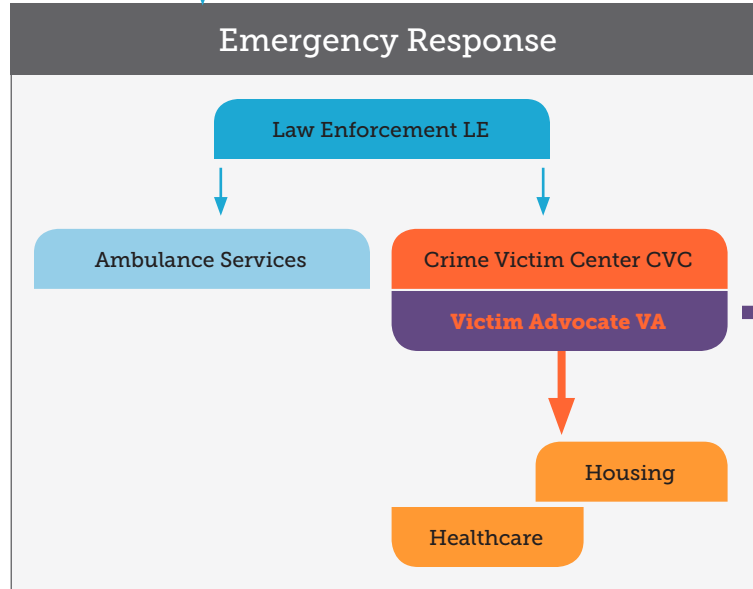 Emergency Response
Law Enforcement LE
Ambulance Services
Crime Victim Center CVC
Victim Advocate VA
Housing
Healthcare